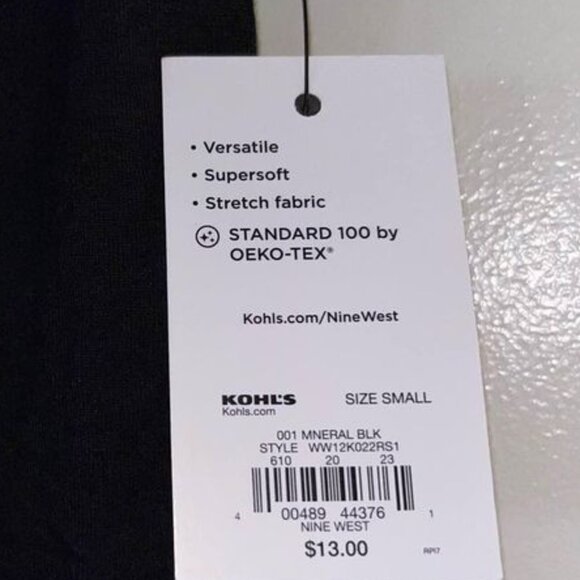 • Versatile
• Supersoft
• Stretch fabric
STANDARD 100 by
OEKO-TEX®
Kohls.com/NineWest
KOHL'S SIZE SMALL
Kohls.com
001 MNERAL BLK
STYLE WW12K022RS1
610 20 23
4 00489 44376 1
NINE WEST
$13.00 RPI7